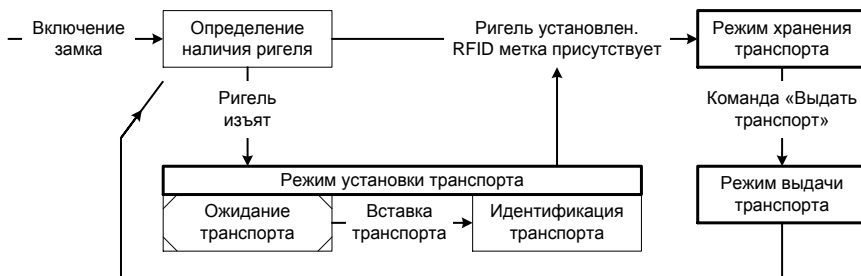 Включение
замка
Определение
наличия ригеля
Ригель установлен.
RFID метка присутствует
Режим хранения
транспорта
Ригель
изъят
Команда «Выдать
транспорт»
Режим установки транспорта
Ожидание
транспорта
Вставка
транспорта
Идентификация
транспорта
Режим выдачи
транспорта